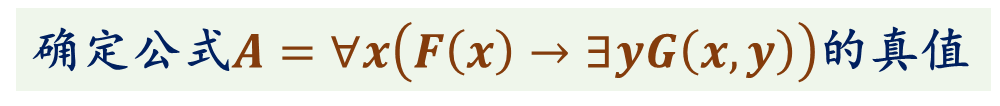 确定公式A = ∀x(F(x) → ∃yG(x, y))的真值